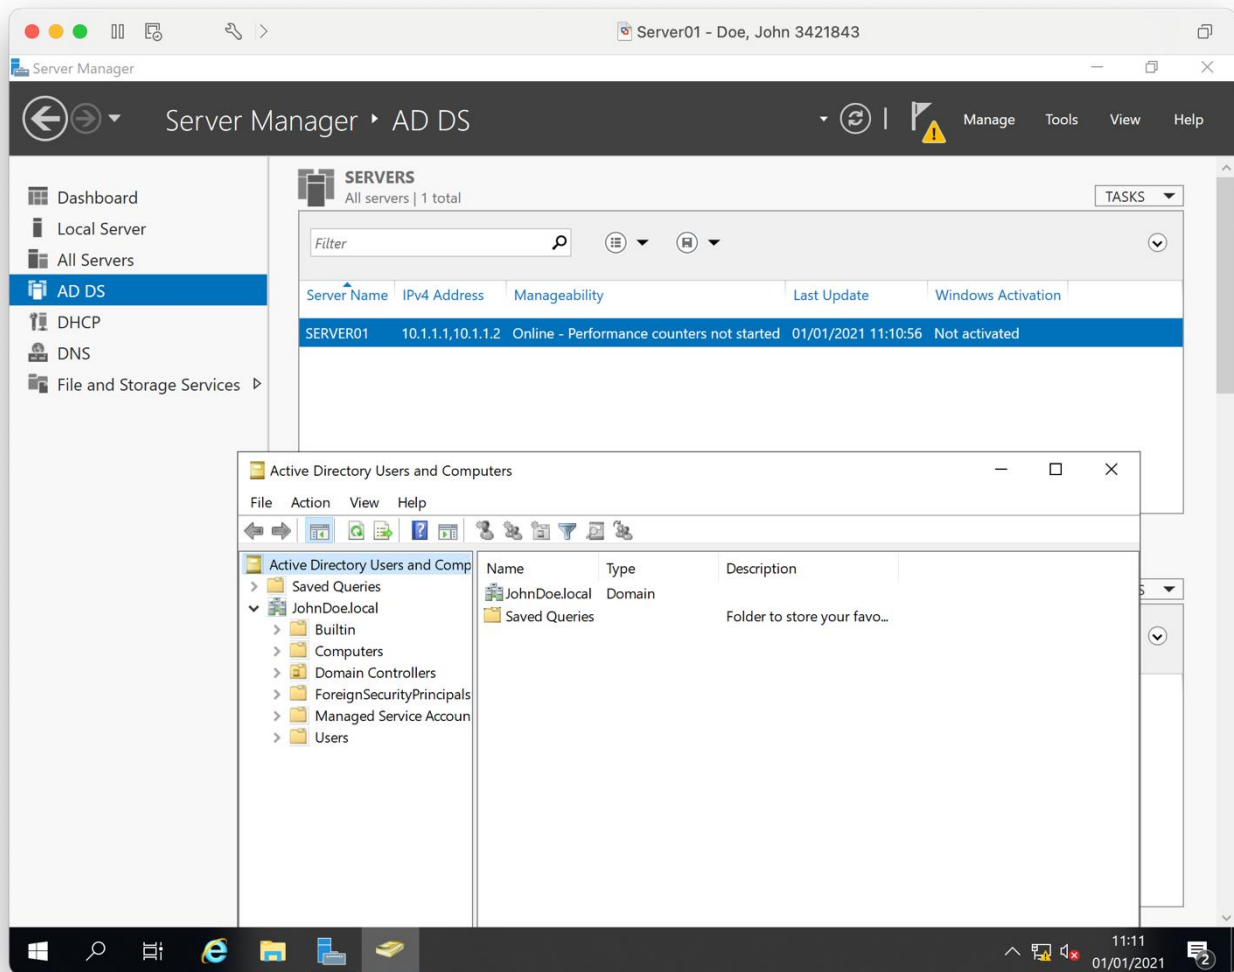 Server01 - Doe, John 3421843
Server Manager
Server Manager ‣ AD DS
Manage Tools View Help
Dashboard
Local Server
All Servers
AD DS
DHCP
DNS
File and Storage Services
SERVERS
All servers | 1 total
TASKS
Filter
Server Name IPv4 Address Manageability Last Update Windows Activation
SERVER01 10.1.1.1,10.1.1.2 Online - Performance counters not started 01/01/2021 11:10:56 Not activated
Active Directory Users and Computers
File Action View Help
Active Directory Users and Comp
Saved Queries
JohnDoe.local
Builtin
Computers
Domain Controllers
ForeignSecurityPrincipals
Managed Service Accoun
Users
Name Type Description
JohnDoe.local Domain
Saved Queries Folder to store your favo...
S
11:11
01/01/2021
2